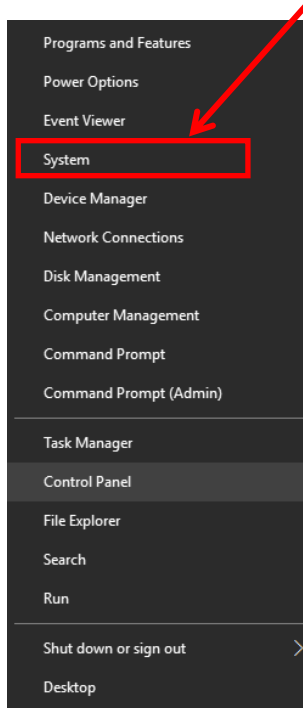 Programs and Features
Power Options
Event Viewer
System
Device Manager
Network Connections
Disk Management
Computer Management
Command Prompt
Command Prompt (Admin)
Task Manager
Control Panel
File Explorer
Search
Run
Shut down or sign out
Desktop